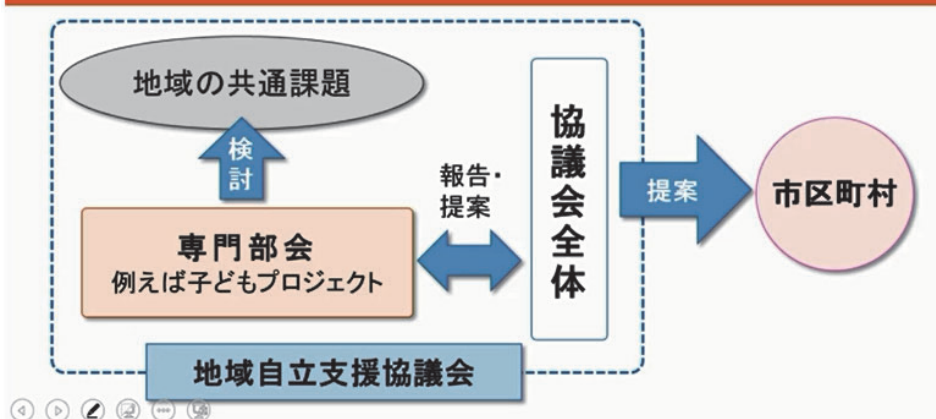 地域の共通課題
検討
専門部会
例えば子どもプロジェクト
報告・
提案
協議会全体
提案
市区町村
地域自立支援協議会